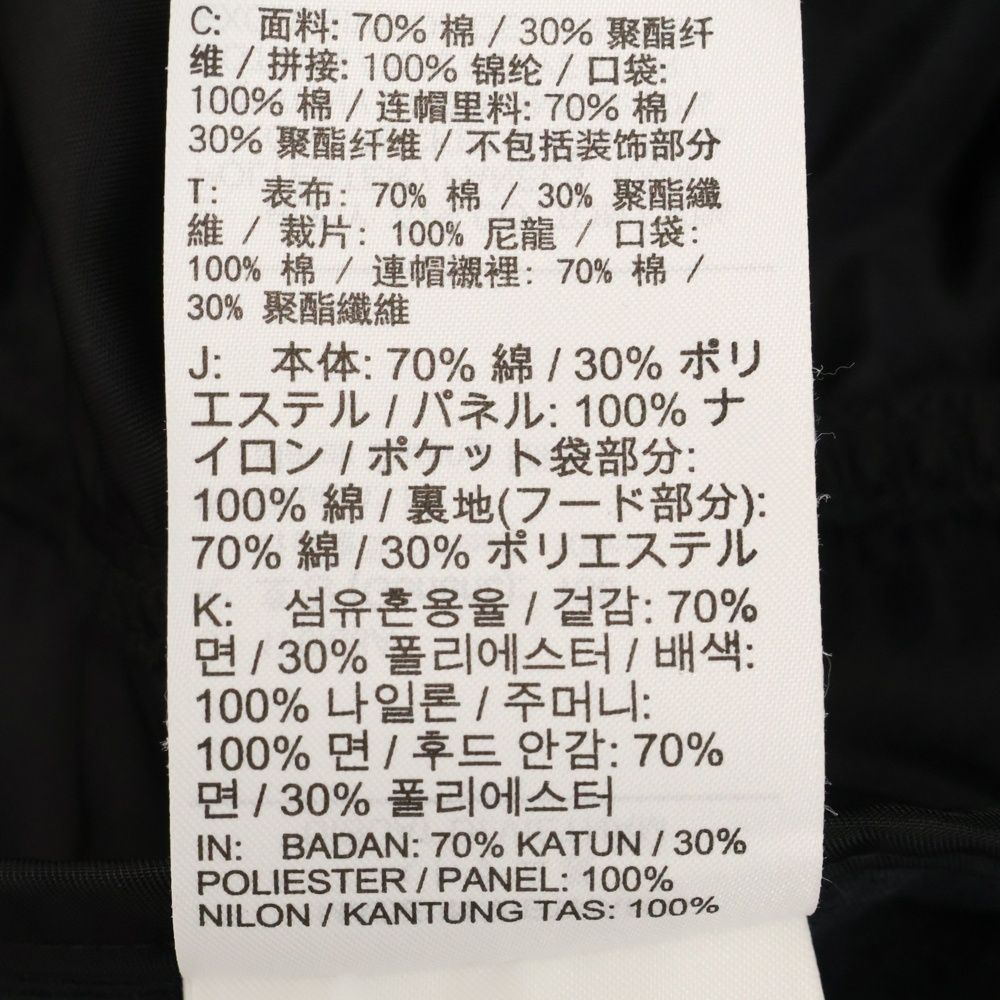 C: 面料: 70% 棉 / 30% 聚酯纤
维 / 拼接: 100% 锦纶 / 口袋:
100% 棉 / 连帽里料: 70% 棉 /
30% 聚酯纤维 / 不包括装饰部分
T: 表布: 70% 棉 / 30% 聚酯纖
維 / 裁片: 100% 尼龍 / 口袋:
100% 棉 / 連帽襯裡: 70% 棉 /
30% 聚酯纖維
J: 本体: 70% 綿 / 30% ポリ
エステル / パネル: 100% ナ
イロン / ポケット袋部分:
100% 綿 / 裏地(フード部分):
70% 綿 / 30% ポリエステル
K: 섬유혼용율 / 겉감: 70%
면 / 30% 폴리에스터 / 배색:
100% 나일론 / 주머니:
100% 면 / 후드 안감: 70%
면 / 30% 폴리에스터
IN: BADAN: 70% KATUN / 30%
POLIESTER / PANEL: 100%
NILON / KANTUNG TAS: 100%